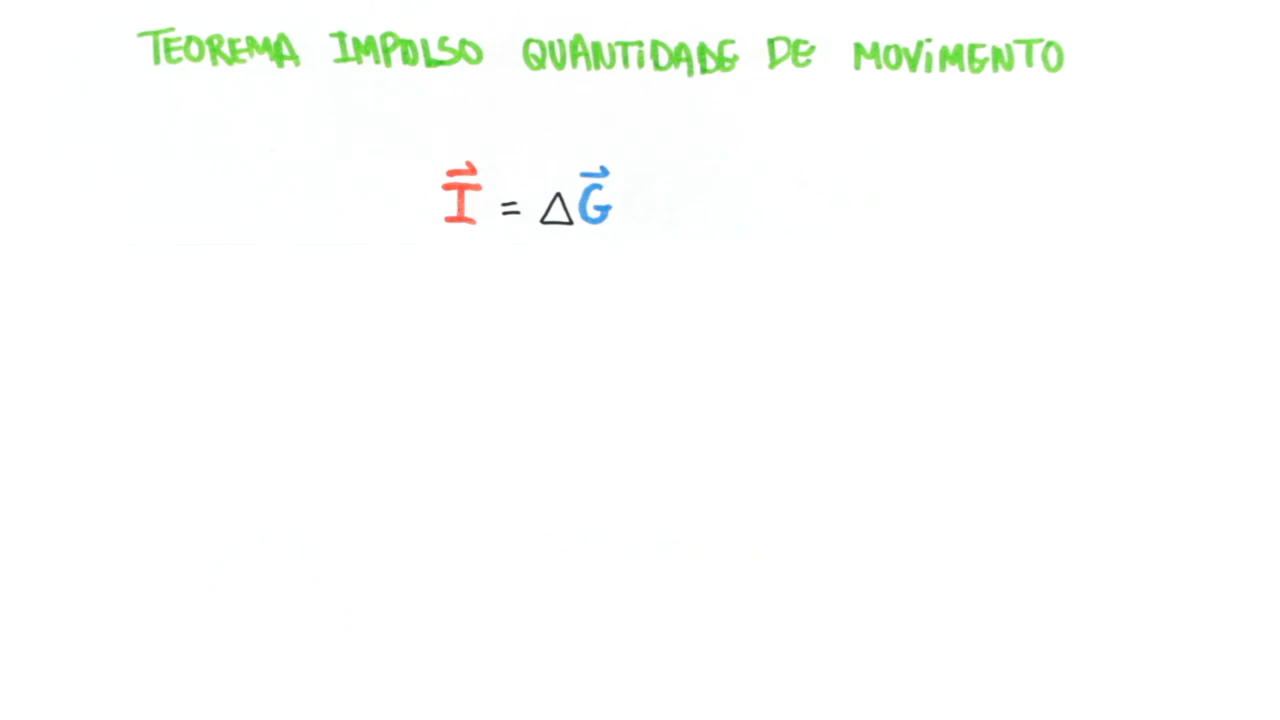 TEOREMA IMPULSO QUANTIDADE DE MOVIMENTO
I⃗ = ΔG⃗